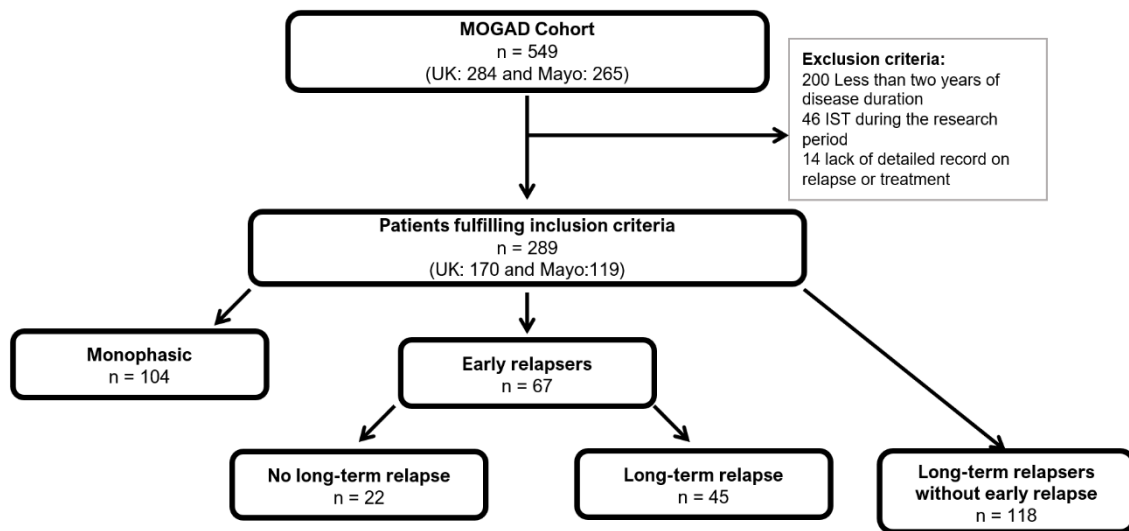 MOGAD Cohort
n = 549
(UK: 284 and Mayo: 265)
Exclusion criteria:
200 Less than two years of
disease duration
46 IST during the research
period
14 lack of detailed record on
relapse or treatment
Patients fulfilling inclusion criteria
n = 289
(UK: 170 and Mayo:119)
Monophasic
n = 104
Early relapsers
n = 67
No long-term relapse
n = 22
Long-term relapse
n = 45
Long-term relapsers
without early relapse
n = 118